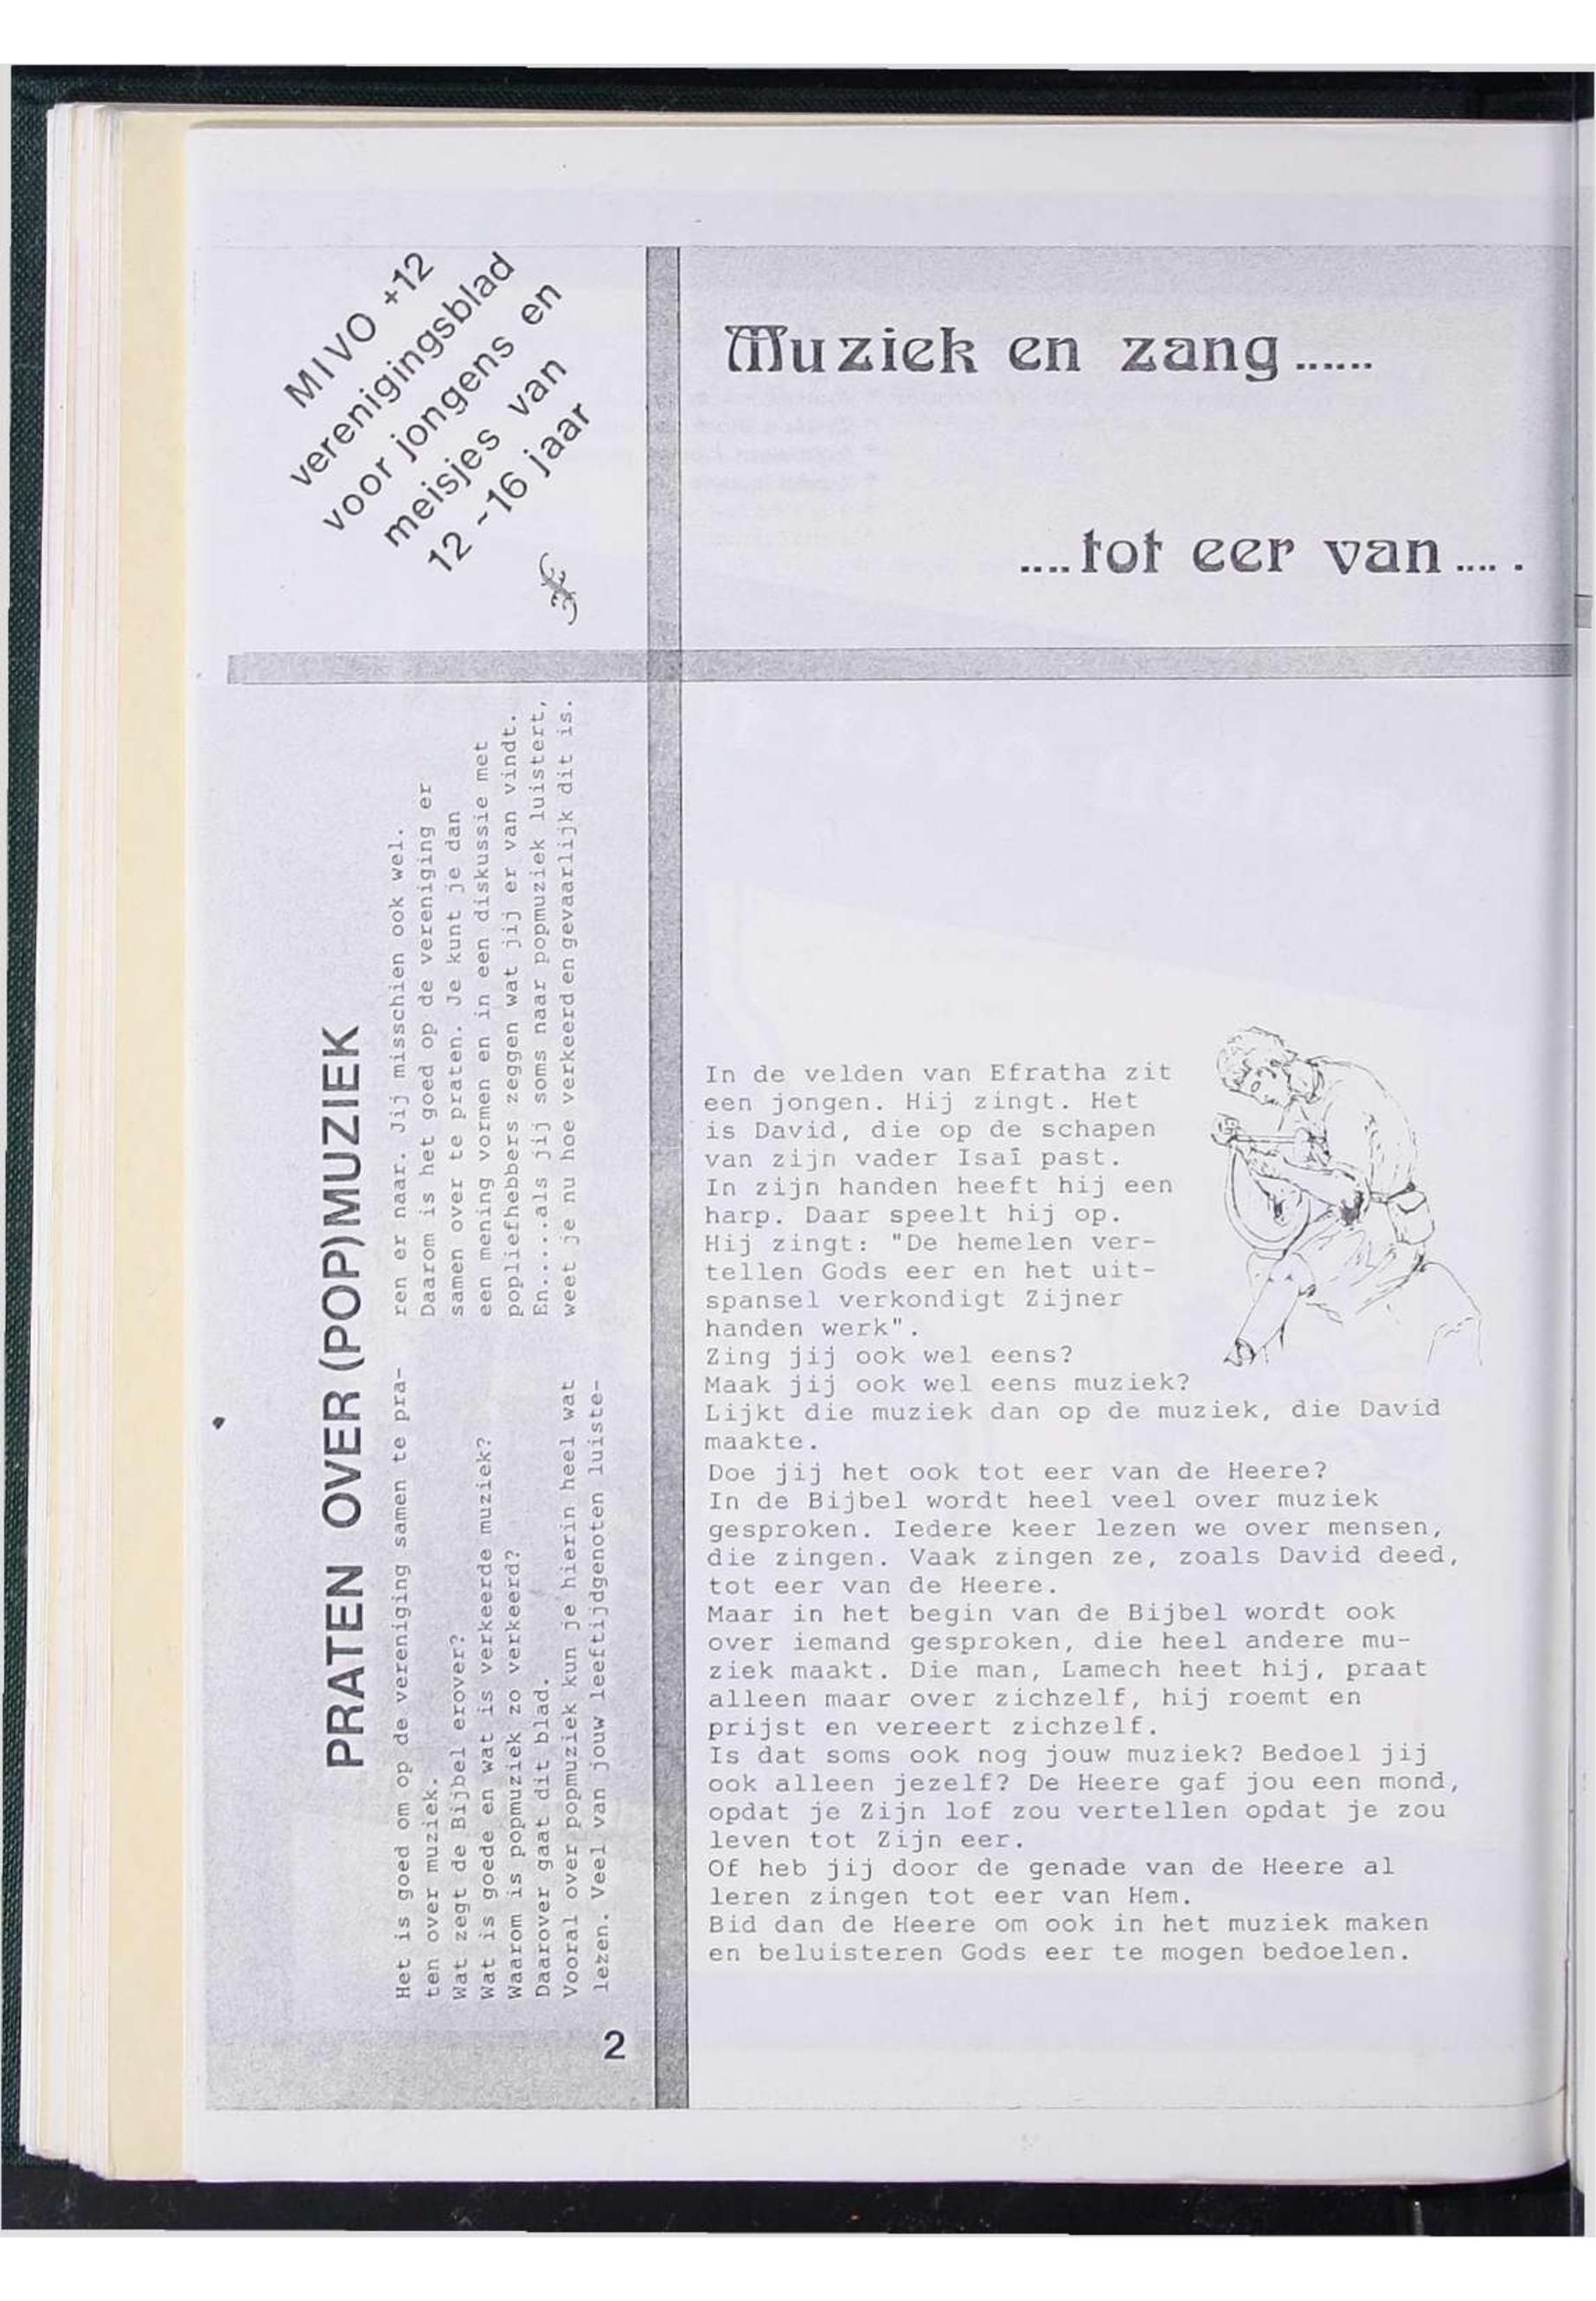 MIVO +12
verenigingsblad
voor jongens en
meisjes van
12 ~16 jaar
Muziek en zang......
....tot eer van.... .
PRATEN OVER (POP)MUZIEK
Het is goed om op de vereniging samen te pra-
ten over muziek.
Wat zegt de Bijbel erover?
Wat is goede en wat is verkeerde muziek?
Waarom is popmuziek zo verkeerd?
Daarover gaat dit blad.
Vooral over popmuziek kun je hierin heel wat
lezen. Veel van jouw leeftijdgenoten luiste-
ren er naar. Jij misschien ook wel.
Daarom is het goed op de vereniging er
samen over te praten. Je kunt je dan
een mening vormen en in een diskussie met
popliefhebbers zeggen wat jij er van vindt.
En......als jij soms naar popmuziek luistert,
weet je nu hoe verkeerd en gevaarlijk dit is.
2
In de velden van Efratha zit
een jongen. Hij zingt. Het
is David, die op de schapen
van zijn vader Isaï past.
In zijn handen heeft hij een
harp. Daar speelt hij op.
Hij zingt: "De hemelen ver-
tellen Gods eer en het uit-
spansel verkondigt Zijner
handen werk".
Zing jij ook wel eens?
Maak jij ook wel eens muziek?
Lijkt die muziek dan op de muziek, die David
maakte.
Doe jij het ook tot eer van de Heere?
In de Bijbel wordt heel veel over muziek
gesproken. Iedere keer lezen we over mensen,
die zingen. Vaak zingen ze, zoals David deed,
tot eer van de Heere.
Maar in het begin van de Bijbel wordt ook
over iemand gesproken, die heel andere mu-
ziek maakt. Die man, Lamech heet hij, praat
alleen maar over zichzelf, hij roemt en
prijst en vereert zichzelf.
Is dat soms ook nog jouw muziek? Bedoel jij
ook alleen jezelf? De Heere gaf jou een mond,
opdat je Zijn lof zou vertellen opdat je zou
leven tot Zijn eer.
Of heb jij door de genade van de Heere al
leren zingen tot eer van Hem.
Bid dan de Heere om ook in het muziek maken
en beluisteren Gods eer te mogen bedoelen.